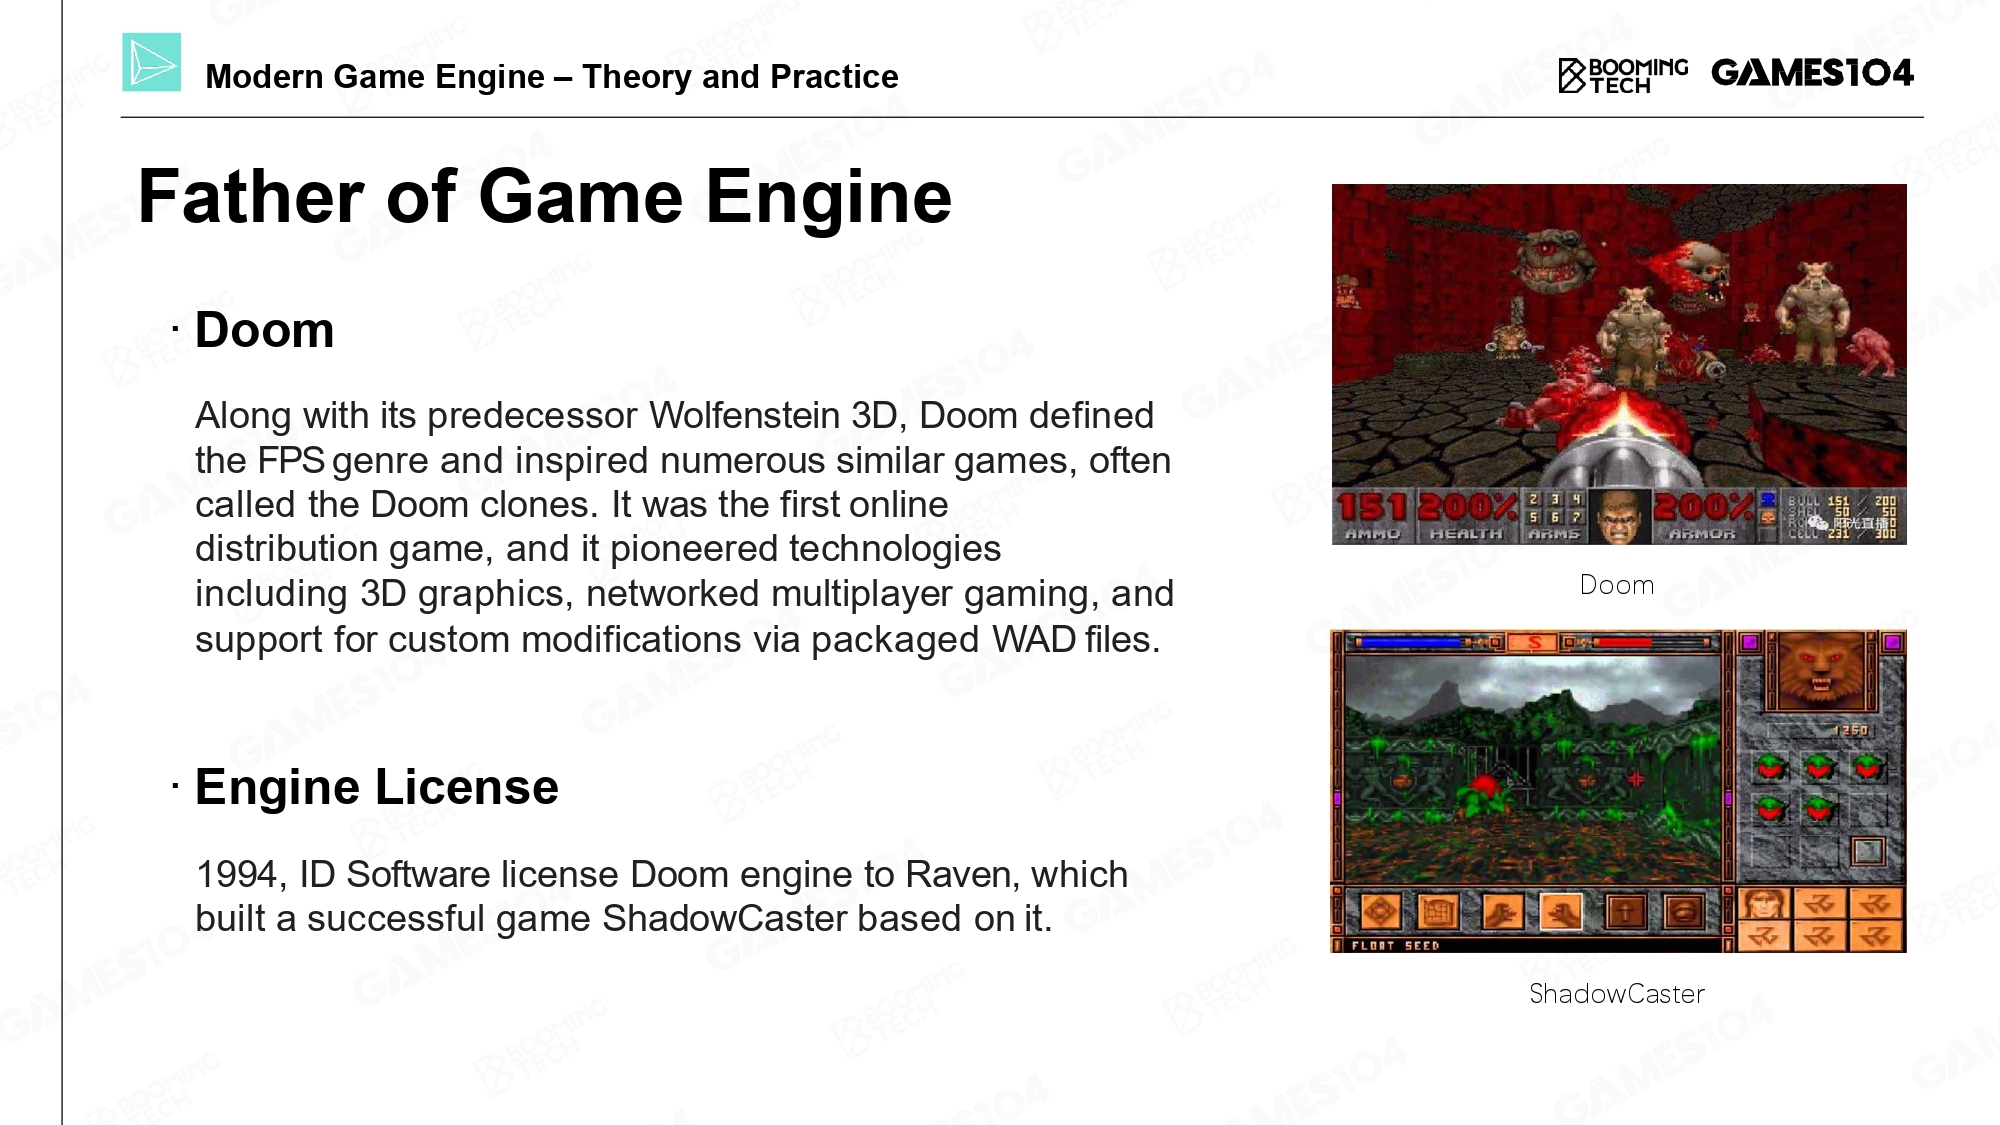 Modern Game Engine – Theory and Practice
BOOMING
TECH
GAMES104
Father of Game Engine
· Doom
Along with its predecessor Wolfenstein 3D, Doom defined
the FPS genre and inspired numerous similar games, often
called the Doom clones. It was the first online
distribution game, and it pioneered technologies
including 3D graphics, networked multiplayer gaming, and
support for custom modifications via packaged WAD files.
· Engine License
1994, ID Software license Doom engine to Raven, which
built a successful game ShadowCaster based on it.
151 200% 2 3 4 200%
5 6 7
AMMO HEALTH ARMS ARMOR
BULL 151 / 200
SHEL 50 / 50
CELL 231 / 300
阳光直播
Doom
S
1250
FLOAT SEED
ShadowCaster